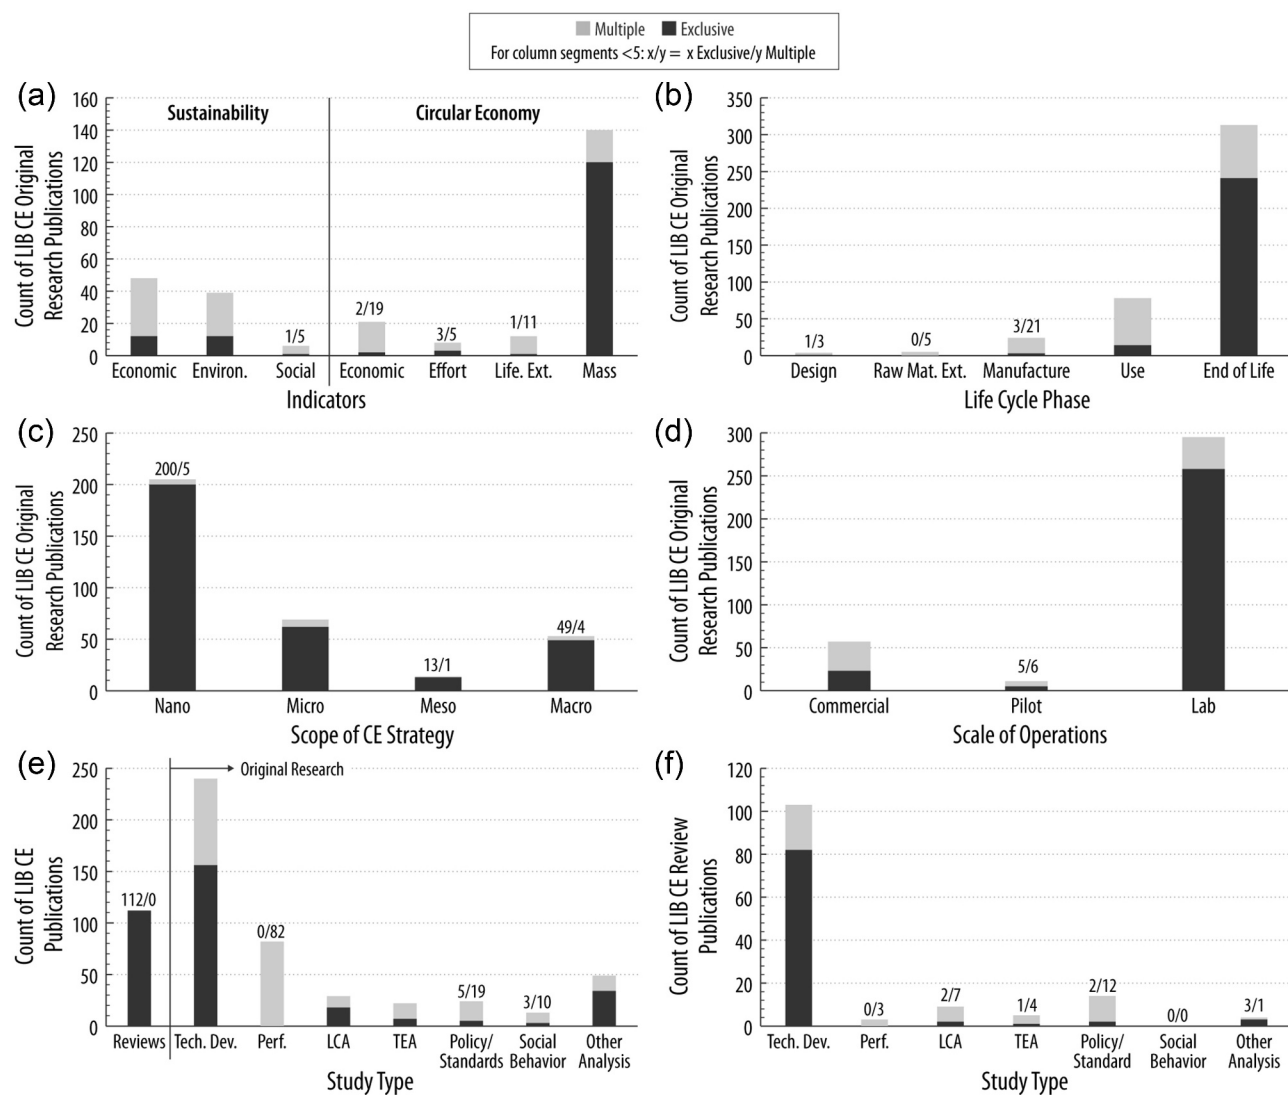 Multiple Exclusive
For column segments <5: x/y = x Exclusive/y Multiple
(a)
Count of LIB CE Original
Research Publications
160
140
120
100
80
60
40
20
0
Sustainability
Circular Economy
1/5
2/19
3/5
1/11
Economic Environ. Social Economic Effort Life. Ext. Mass
Indicators
(b)
Count of LIB CE Original
Research Publications
350
300
250
200
150
100
50
0
1/3
0/5
3/21
Design Raw Mat. Ext. Manufacture Use End of Life
Life Cycle Phase
(c)
Count of LIB CE Original
Research Publications
250
200
150
100
50
0
200/5
13/1
49/4
Nano Micro Meso Macro
Scope of CE Strategy
(d)
Count of LIB CE Original
Research Publications
300
250
200
150
100
50
0
5/6
Commercial Pilot Lab
Scale of Operations
(e)
Count of LIB CE
Publications
250
200
150
100
50
0
Original Research
112/0
0/82
5/19
3/10
Reviews Tech. Dev. Perf. LCA TEA Policy/ Social Other
Standards Behavior Analysis
Study Type
(f)
Count of LIB CE Review
Publications
120
100
80
60
40
20
0
0/3
2/7
1/4
2/12
0/0
3/1
Tech. Dev. Perf. LCA TEA Policy/ Social Other
Standard Behavior Analysis
Study Type